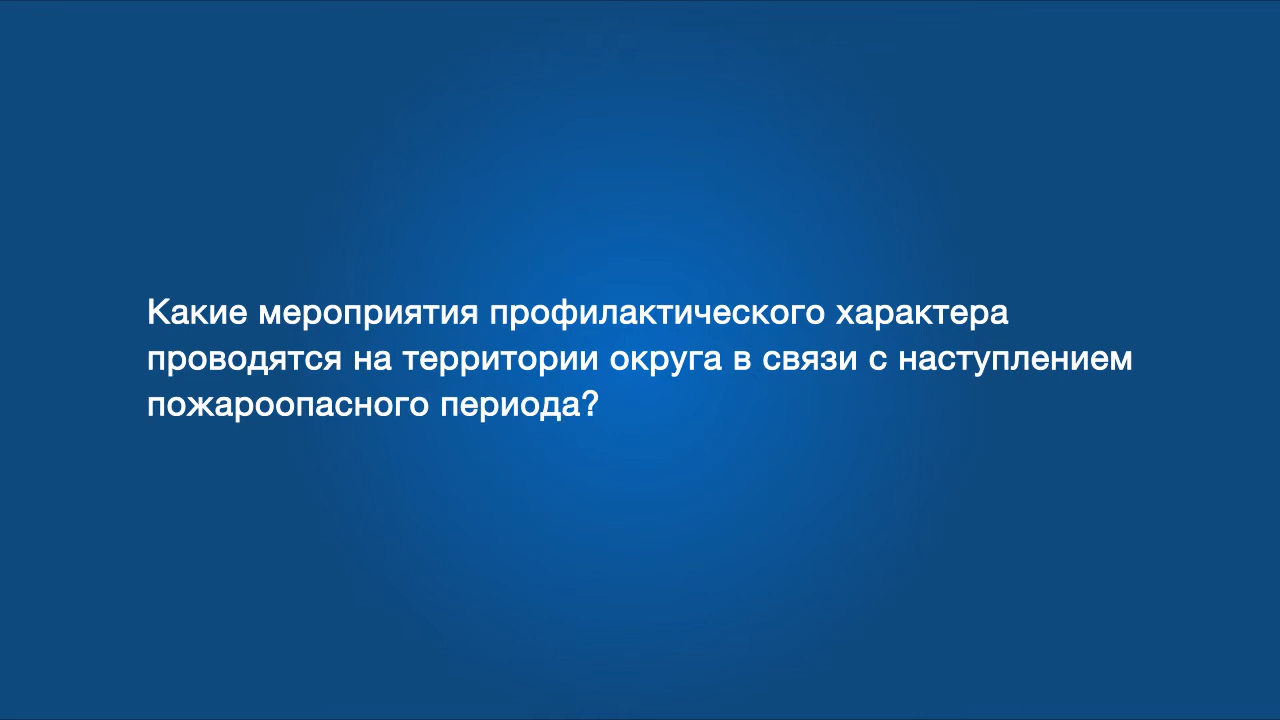 Какие мероприятия профилактического характера
проводятся на территории округа в связи с наступлением
пожароопасного периода?